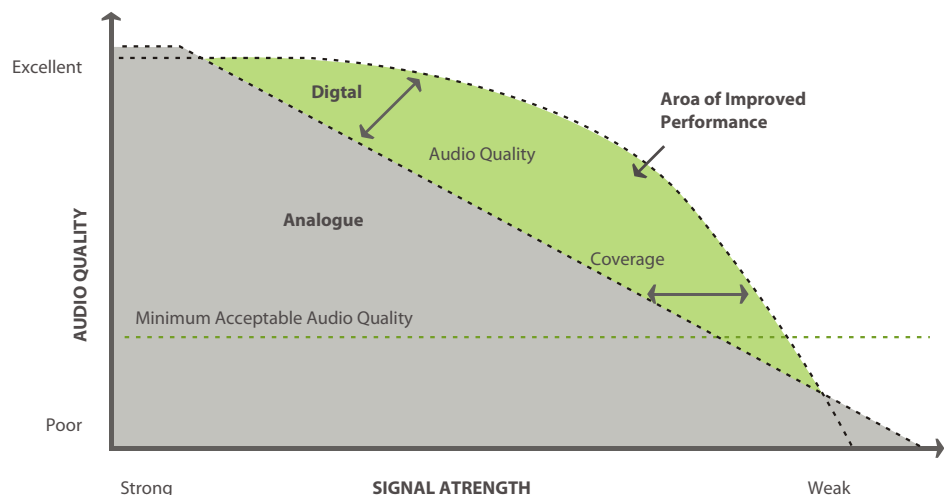 Excellent
Digtal
Aroa of Improved
Performance
Audio Quality
Analogue
AUDIO QUALITY
Coverage
Minimum Acceptable Audio Quality
Poor
Strong
SIGNAL ATRENGTH
Weak